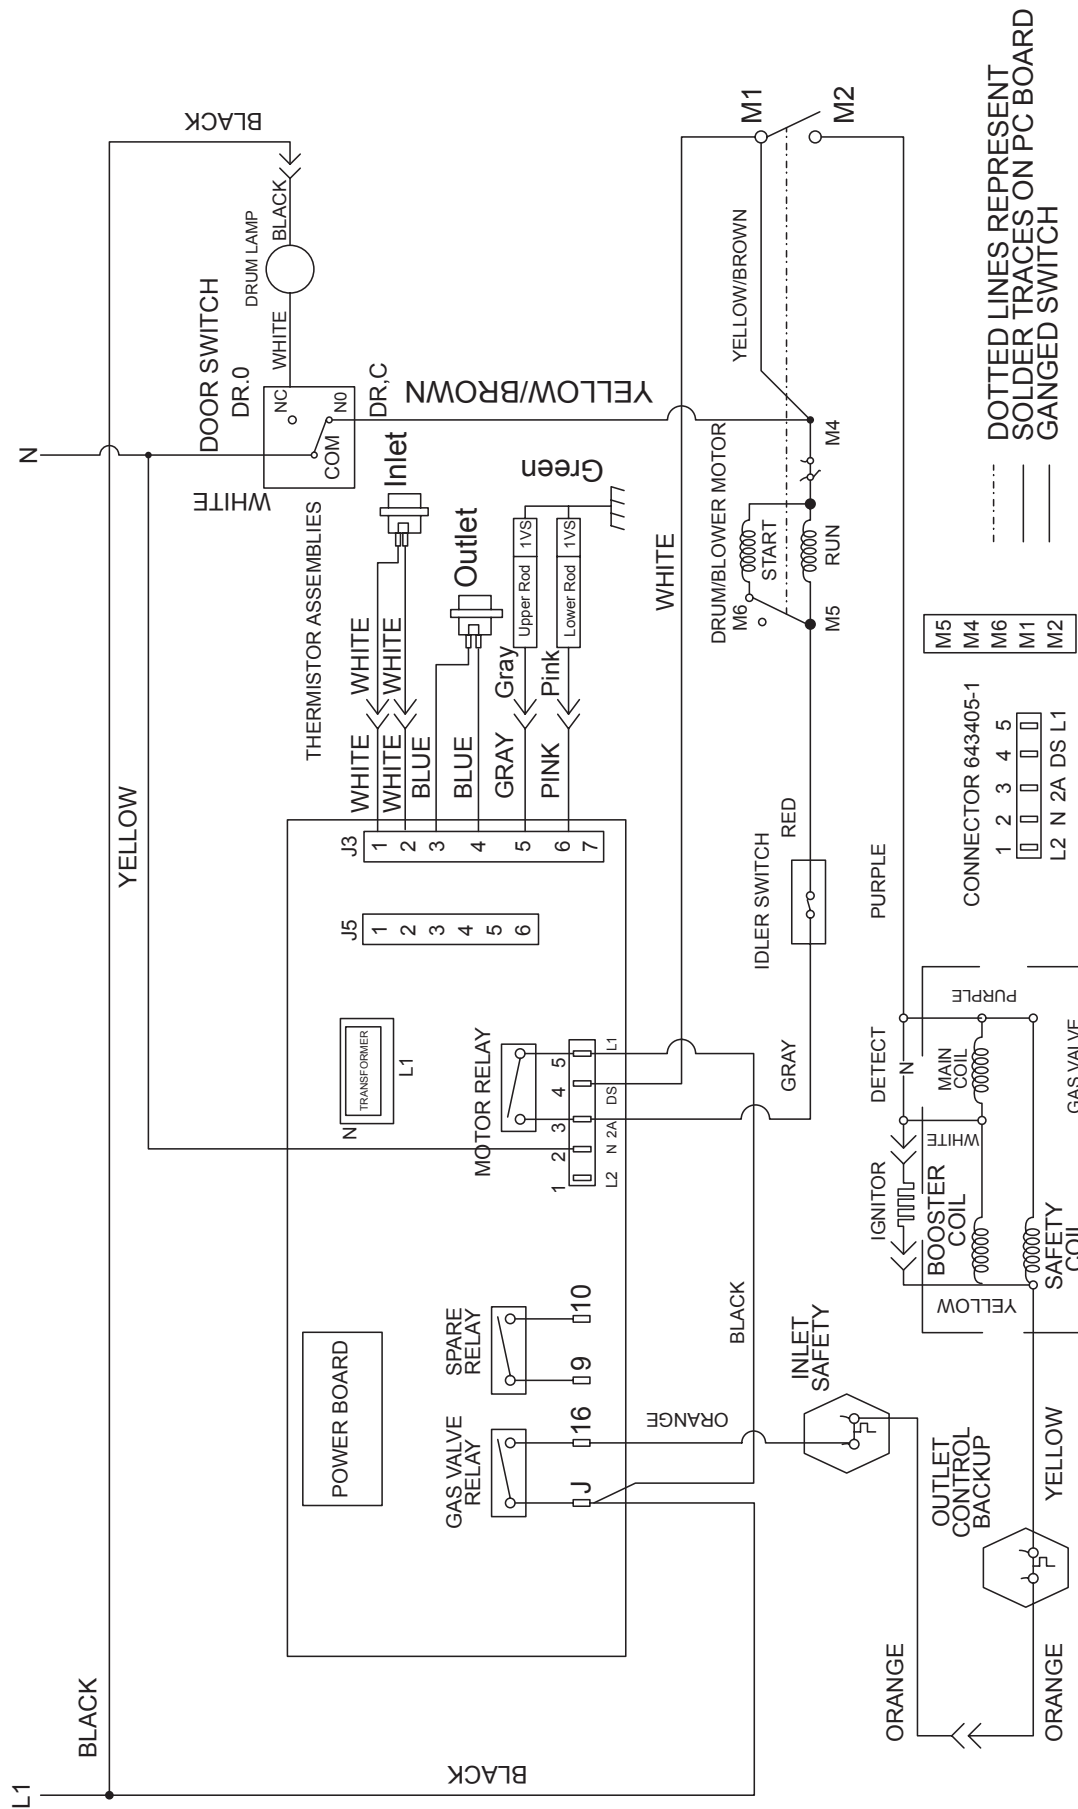 L1
BLACK
N
BLACK
YELLOW
DOOR SWITCH
DR.0
WHITE
NC
COM
N0
DR,C
DRUM LAMP
WHITE
BLACK
YELLOW/BROWN
THERMISTOR ASSEMBLIES
Inlet
Outlet
Green
WHITE
WHITE
WHITE
WHITE
BLUE
BLUE
GRAY
Gray
PINK
Pink
Upper Rod
1VS
Lower Rod
1VS
J3
1
2
3
4
5
6
7
J5
1
2
3
4
5
6
TRANSFORMER
N
L1
POWER BOARD
MOTOR RELAY
1
2
3
4
5
L2
N
2A
DS
L1
SPARE
RELAY
9
10
GAS VALVE
RELAY
J
16
BLACK
ORANGE
BLACK
WHITE
GRAY
IDLER SWITCH
RED
DRUM/BLOWER MOTOR
M6
START
M5
RUN
M4
YELLOW/BROWN
M1
M2
PURPLE
INLET
SAFETY
OUTLET
CONTROL
BACKUP
ORANGE
ORANGE
YELLOW
IGNITOR
DETECT
N
BOOSTER
COIL
WHITE
MAIN
COIL
PURPLE
YELLOW
SAFETY
COIL
GAS VALVE
CONNECTOR 643405-1
1 2 3 4 5
L2 N 2A DS L1
M5
M4
M6
M1
M2
DOTTED LINES REPRESENT
SOLDER TRACES ON PC BOARD
GANGED SWITCH